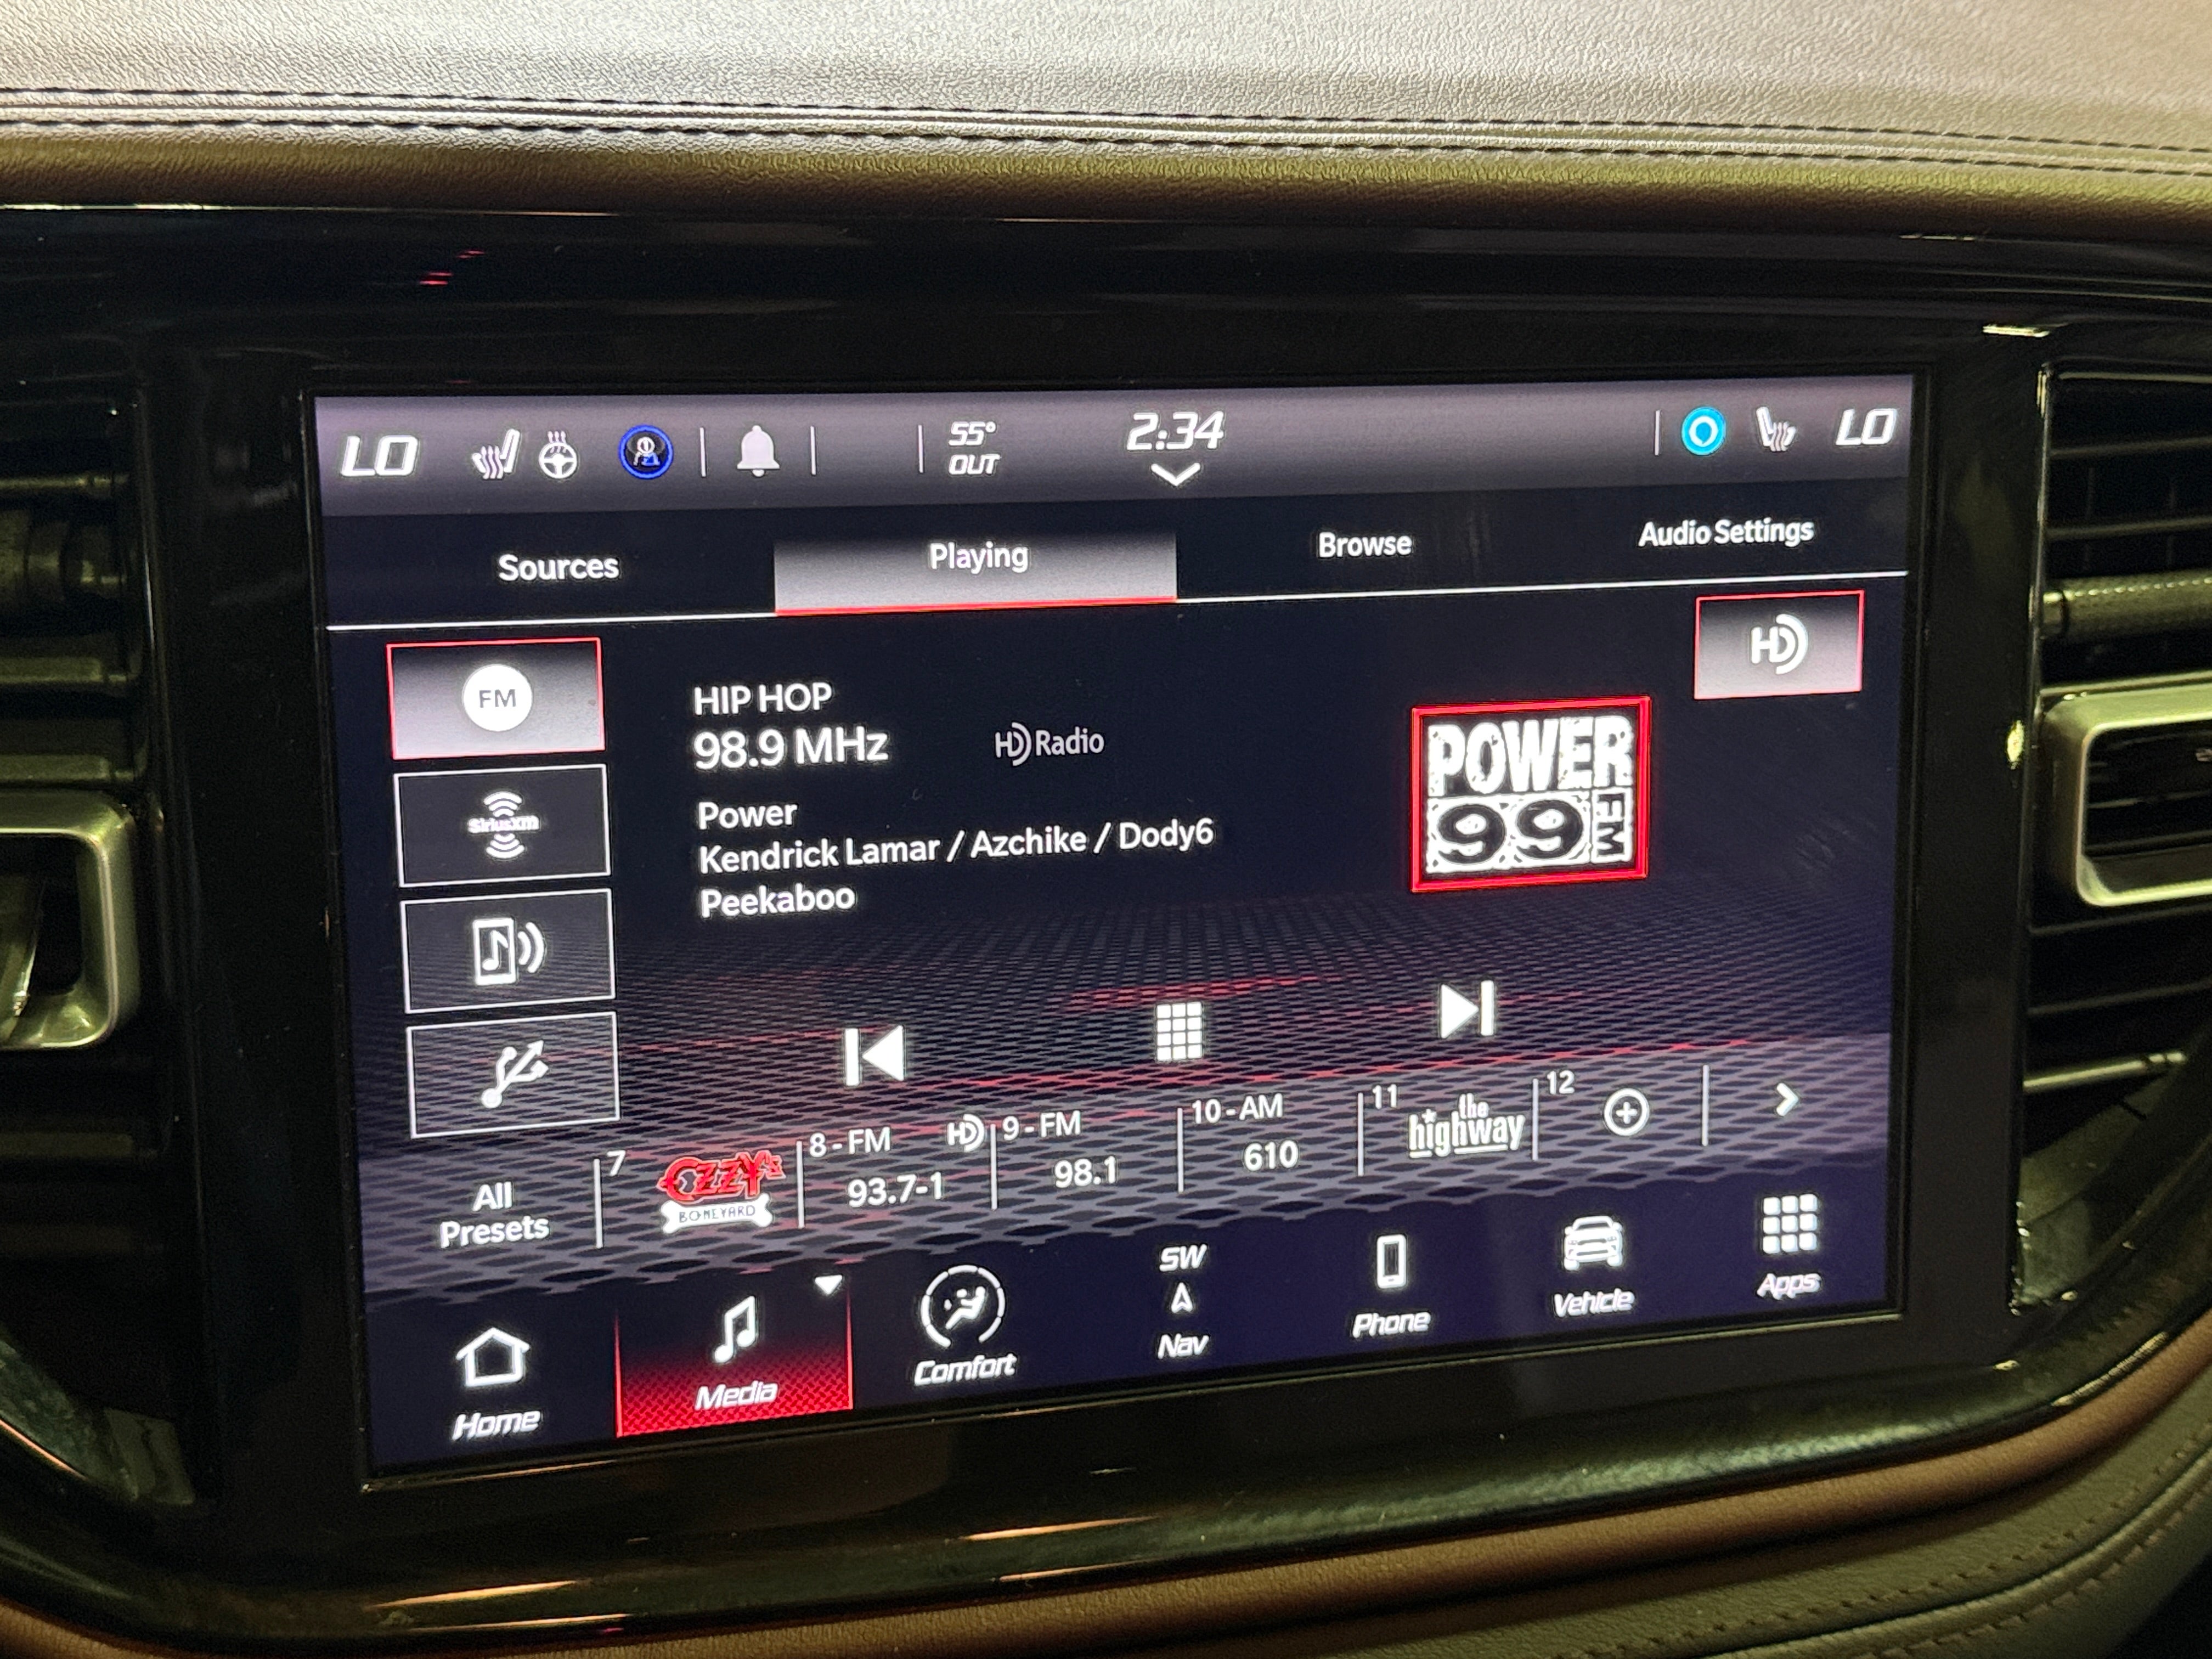 LO
55° OUT
2:34
LO
Sources
Playing
Browse
Audio Settings
FM
HD
SiriusXM
HIP HOP
98.9 MHz
HD Radio
Power
Kendrick Lamar / Azchike / Dody6
Peekaboo
POWER
99 FM
All
Presets
7
OZZY's
BONEYARD
8-FM HD
93.7-1
9-FM
98.1
10-AM
610
11
the
highway
12
Home
Media
Comfort
SW
Nav
Phone
Vehicle
Apps